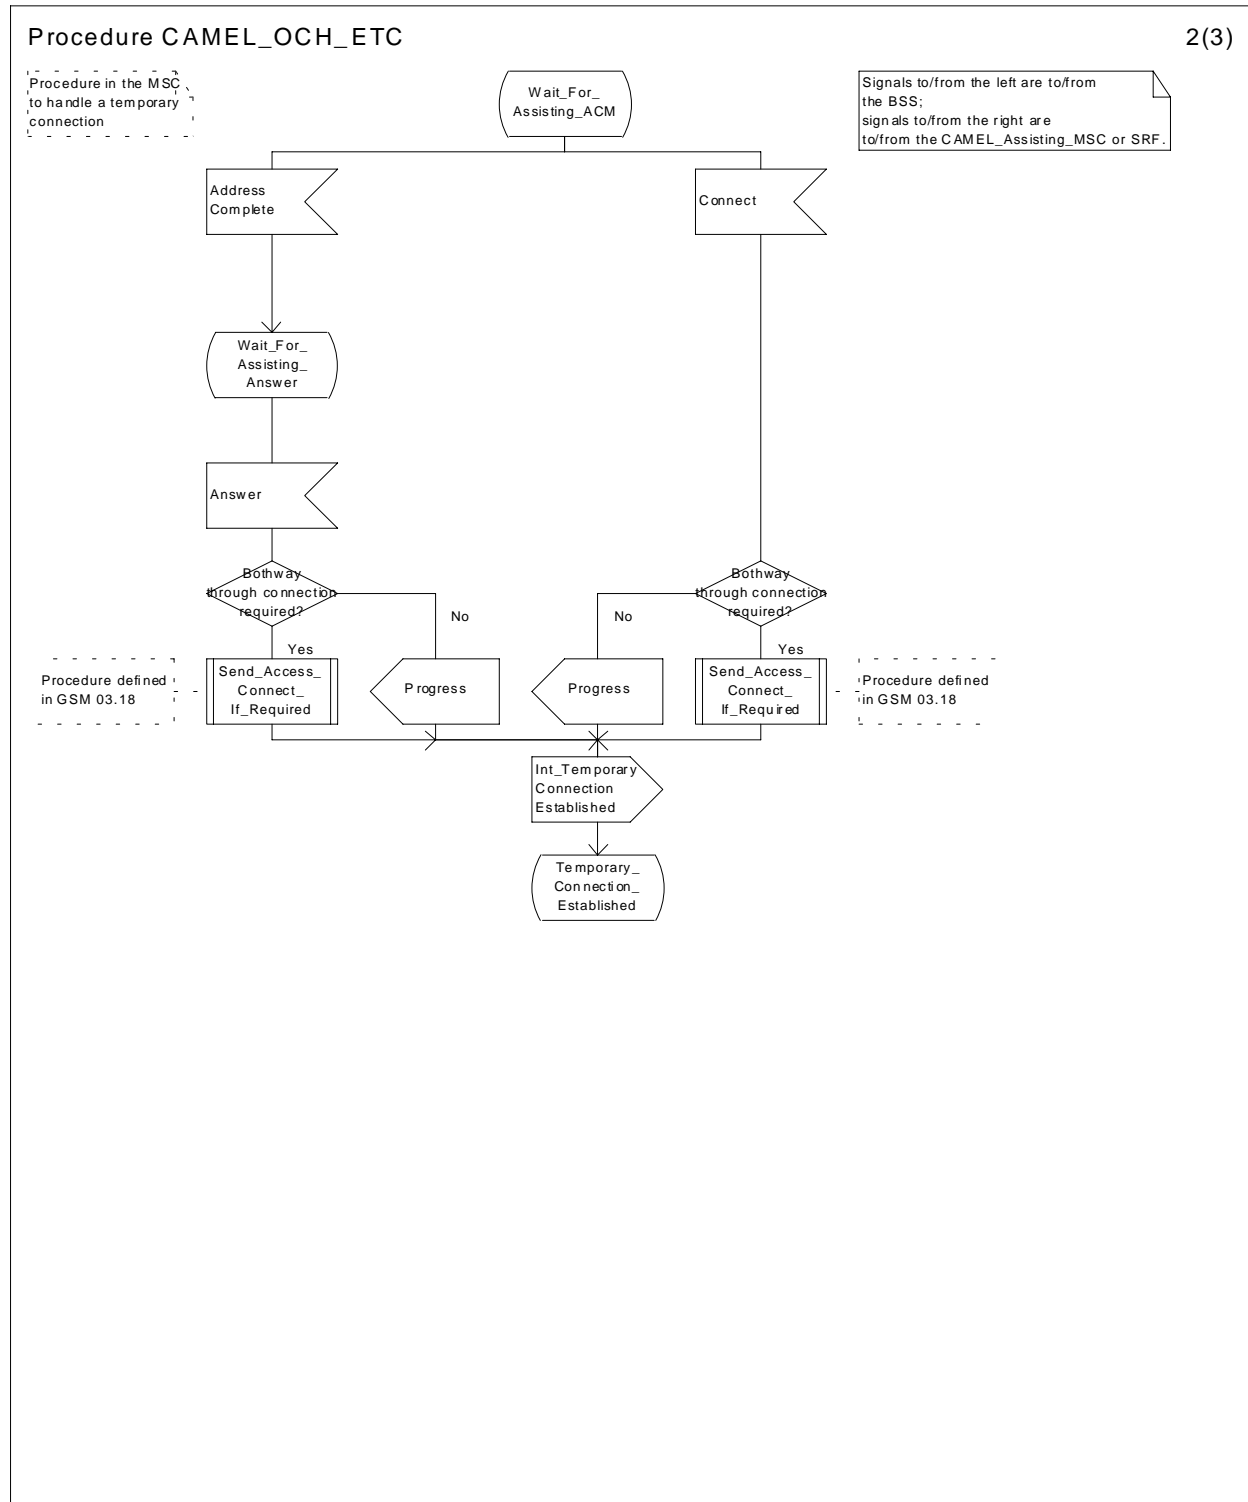 Procedure CAMEL_OCH_ETC
2(3)
Procedure in the MSC
to handle a temporary
connection
Wait_For_
Assisting_ACM
Signals to/from the left are to/from
the BSS;
signals to/from the right are
to/from the CAMEL_Assisting_MSC or SRF.
Address
Complete
Connect
Wait_For_
Assisting_
Answer
Answer
Bothway
through connection
required?
No
Yes
Bothway
through connection
required?
No
Yes
Procedure defined
in GSM 03.18
Send_Access_
Connect_
If_Required
Progress
Progress
Send_Access_
Connect_
If_Required
Procedure defined
in GSM 03.18
Int_Temporary
Connection
Established
Temporary_
Connection_
Established